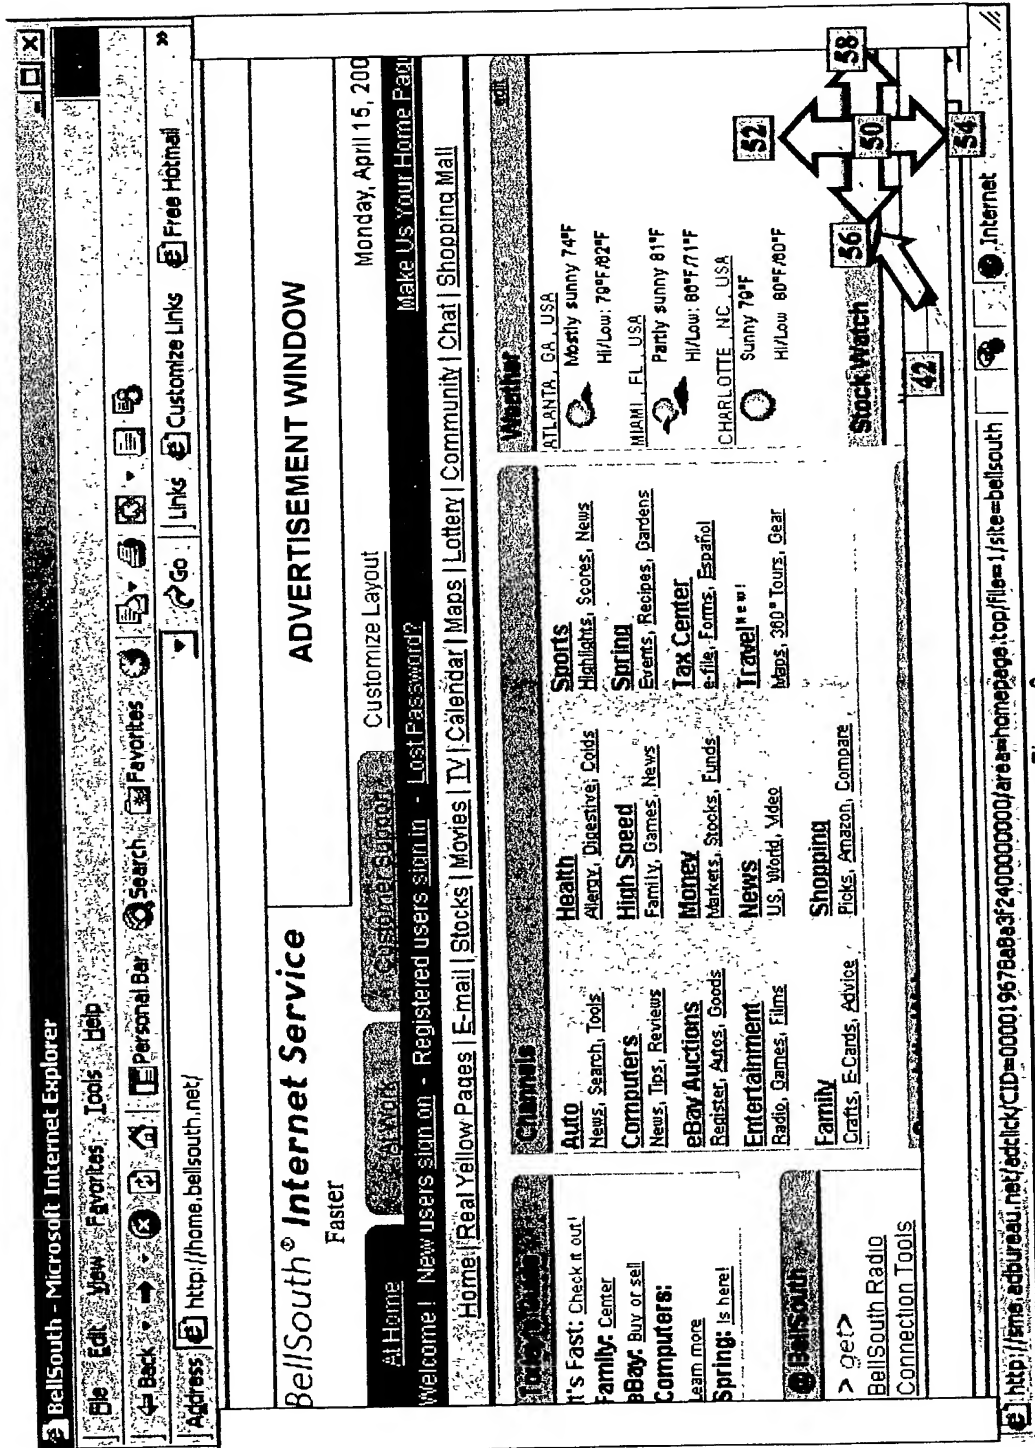 BellSouth - Microsoft Internet Explorer
File Edit View Favorites Tools Help
Back Personal Bar Search Favorites
Address http://home.bellsouth.net/ Go Links Customize Links Free Hotmail »
BellSouth® Internet Service
Faster
ADVERTISEMENT WINDOW
At Home At Work Customer Support Customize Layout Monday, April 15, 200
Welcome! New users sign on - Registered users sign in - Lost Password? Make Us Your Home Pag
Home | Real Yellow Pages | E-mail | Stocks | Movies | TV | Calendar | Maps | Lottery | Community | Chat | Shopping Mall
It's Fast: Check it out!
Family: Center
eBay: Buy or sell
Computers:
Learn more
Spring: Is here!
@ BellSouth
> get>
BellSouth Radio
Connection Tools
Channels
Auto
News, Search, Tools
Computers
News, Tips, Reviews
eBay Auctions
Register, Autos, Goods
Entertainment
Radio, Games, Films
Family
Crafts, E-Cards, Advice
Health
Allergy, Digestive, Colds
High Speed
Family, Games, News
Money
Markets, Stocks, Funds
News
US, World, Video
Shopping
Picks, Amazon, Compare
Sports
Highlights, Scores, News
Spring
Events, Recipes, Gardens
Tax Center
e-file, Forms, Español
Travel new!
Maps, 360° Tours, Gear
Weather edit
ATLANTA, GA, USA
Mostly sunny 74°F
Hi/Low: 79°F/62°F
MIAMI, FL, USA
Partly sunny 81°F
Hi/Low: 86°F/71°F
CHARLOTTE, NC, USA
Sunny 79°F
Hi/Low 80°F/60°F
Stock Watch
42
52
56 50 58
54
http://sms.adbureau.net/adclick/CID=000019678a8a3f2400000000/area=homepage.top/file=1/site=bellsouth Internet